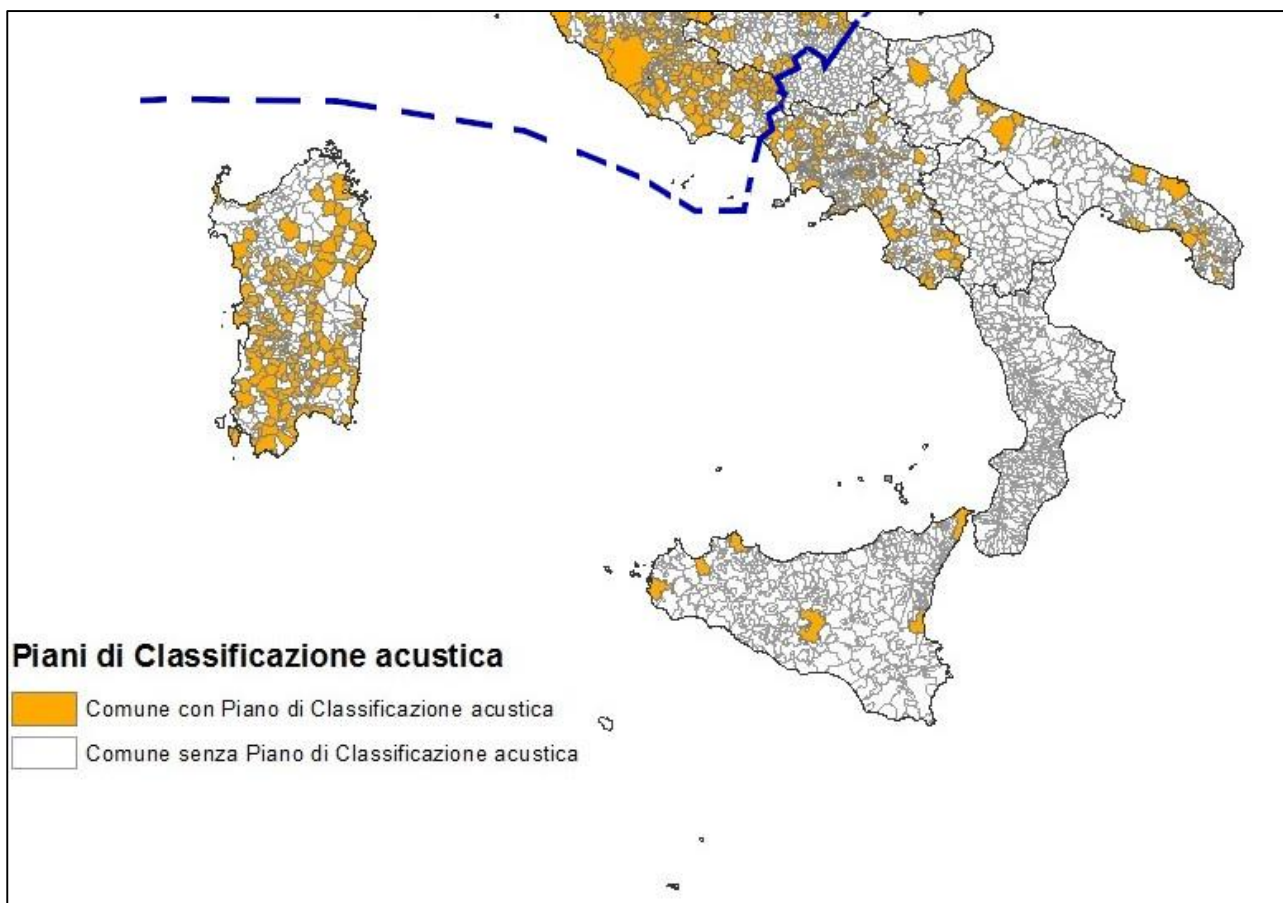 Piani di Classificazione acustica
Comune con Piano di Classificazione acustica
Comune senza Piano di Classificazione acustica